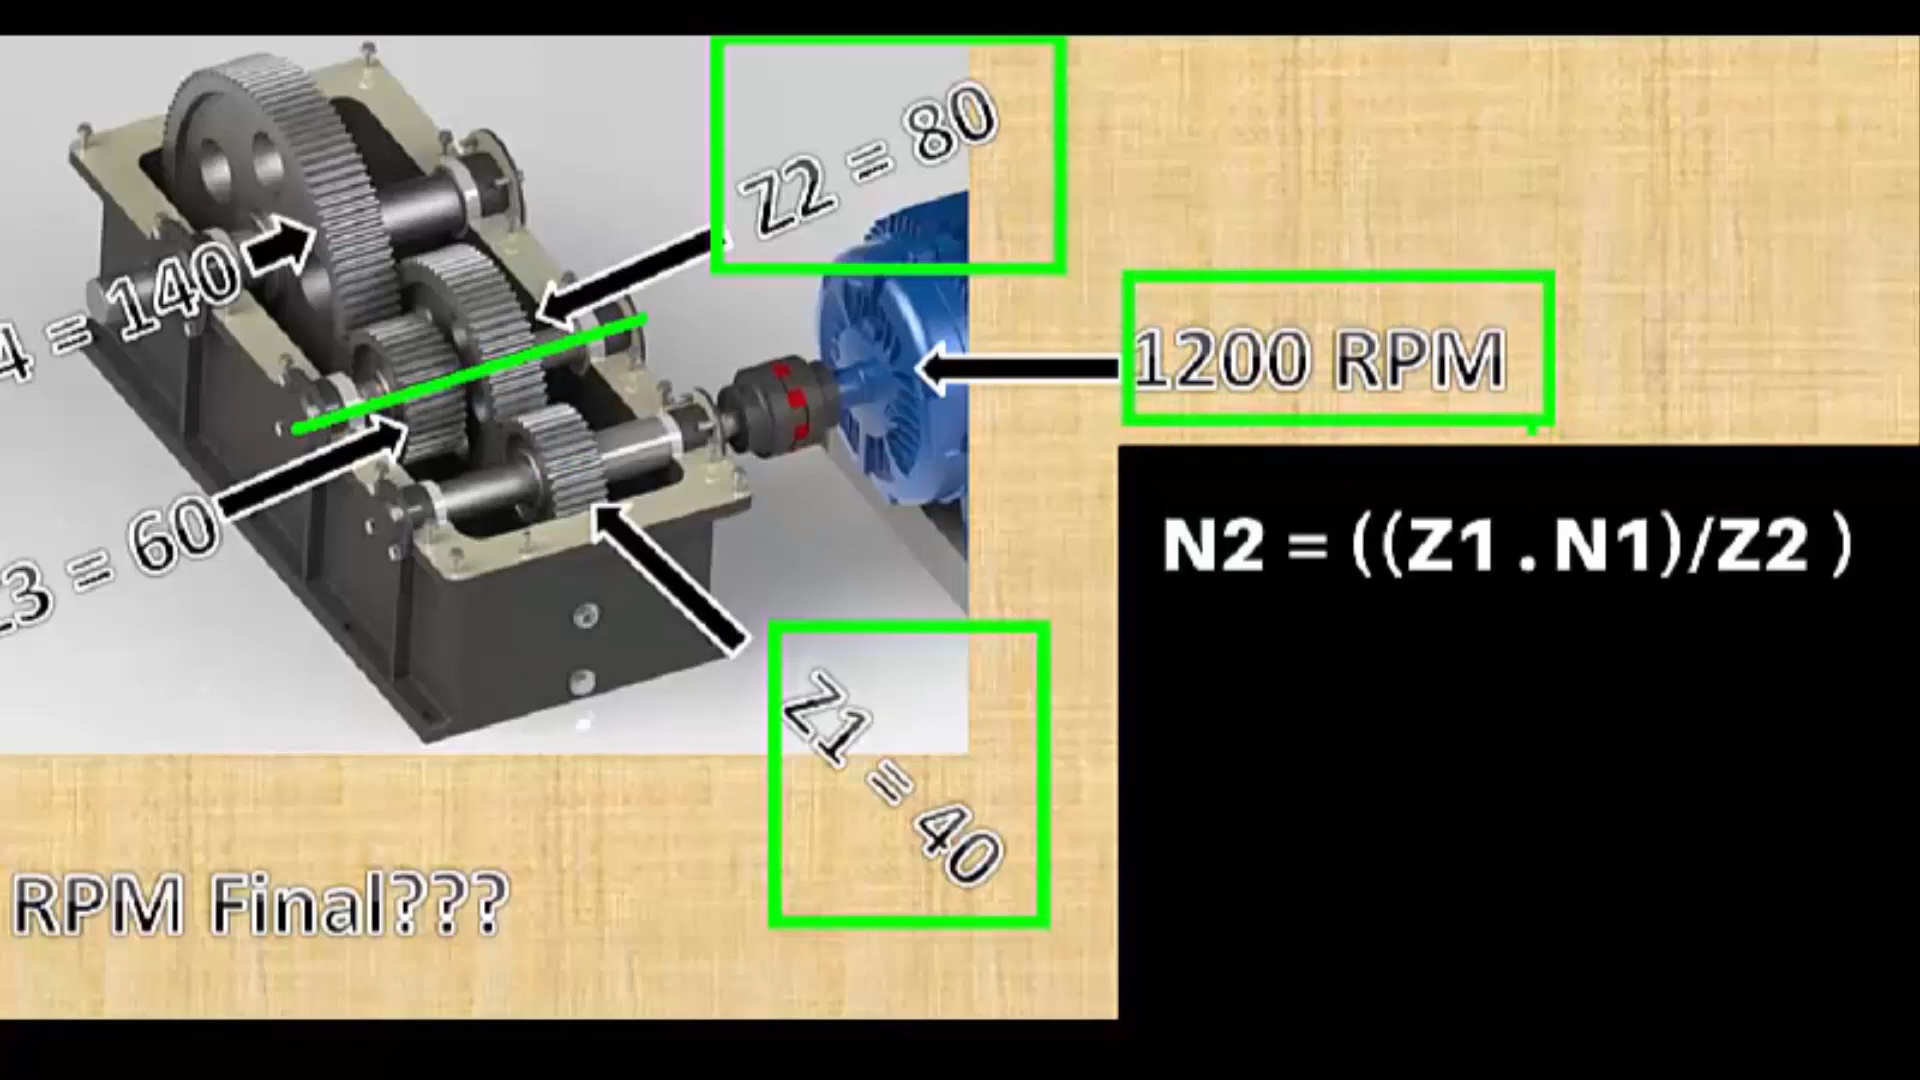 Z2 = 80
4 = 140
1200 RPM
3 = 60
N2 = ((Z1 . N1)/Z2 )
Z1 = 40
RPM Final???